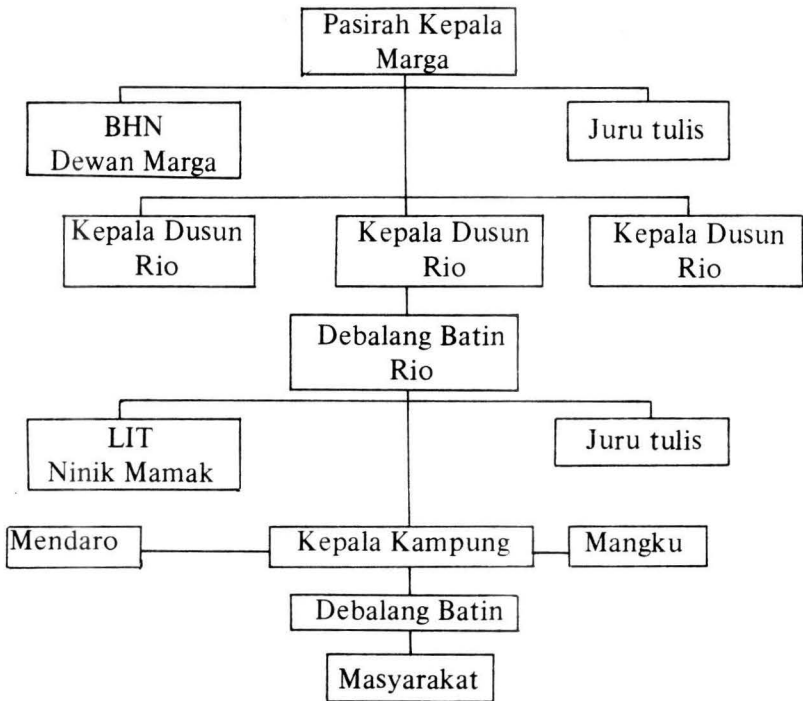 Pasirah Kepala
Marga
BHN
Dewan Marga
Juru tulis
Kepala Dusun
Rio
Kepala Dusun
Rio
Kepala Dusun
Rio
Debalang Batin
Rio
LIT
Ninik Mamak
Juru tulis
Mendaro
Kepala Kampung
Mangku
Debalang Batin
Masyarakat